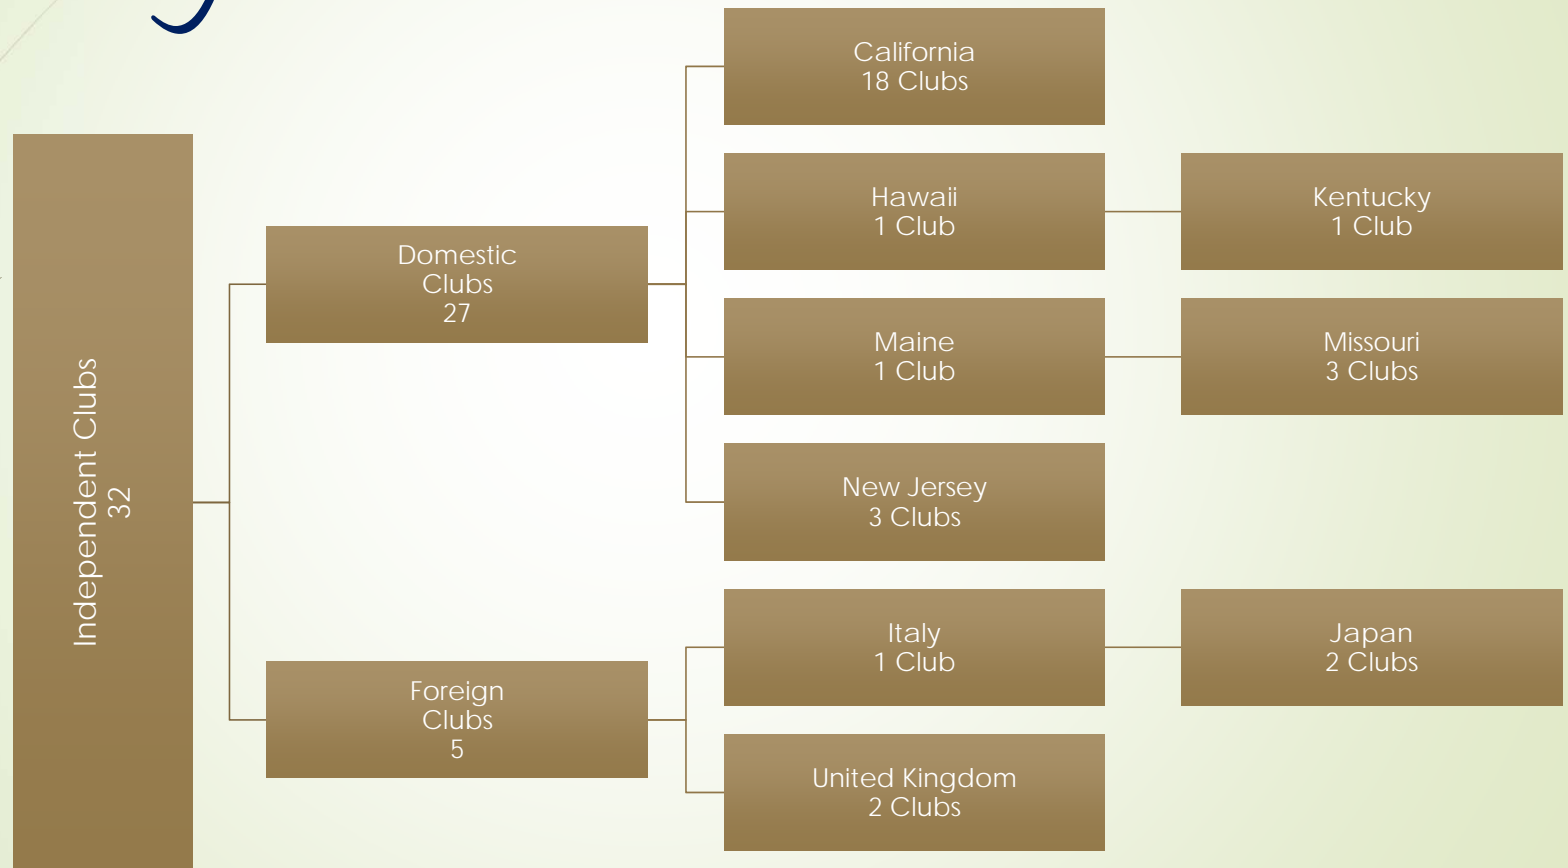 Independent Clubs
32
Domestic
Clubs
27
California
18 Clubs
Hawaii
1 Club
Kentucky
1 Club
Maine
1 Club
Missouri
3 Clubs
New Jersey
3 Clubs
Foreign
Clubs
5
Italy
1 Club
Japan
2 Clubs
United Kingdom
2 Clubs